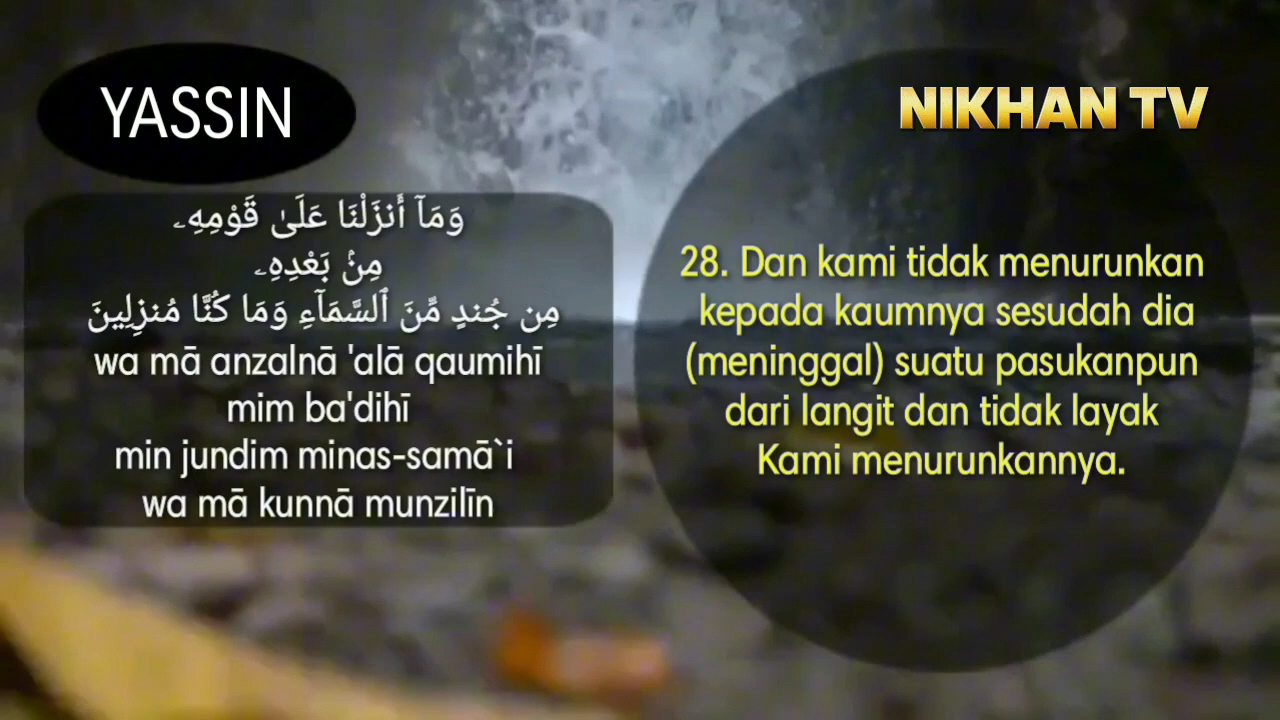 YASSIN
NIKHAN TV
وَمَآ أَنزَلْنَا عَلَىٰ قَوْمِهِۦ
مِنۢ بَعْدِهِۦ
مِن جُندٍ مِّنَ ٱلسَّمَآءِ وَمَا كُنَّا مُنزِلِينَ
wa mā anzalnā 'alā qaumihī
mim ba'dihī
min jundim minas-samā`i
wa mā kunnā munzilīn
28. Dan kami tidak menurunkan
kepada kaumnya sesudah dia
(meninggal) suatu pasukanpun
dari langit dan tidak layak
Kami menurunkannya.